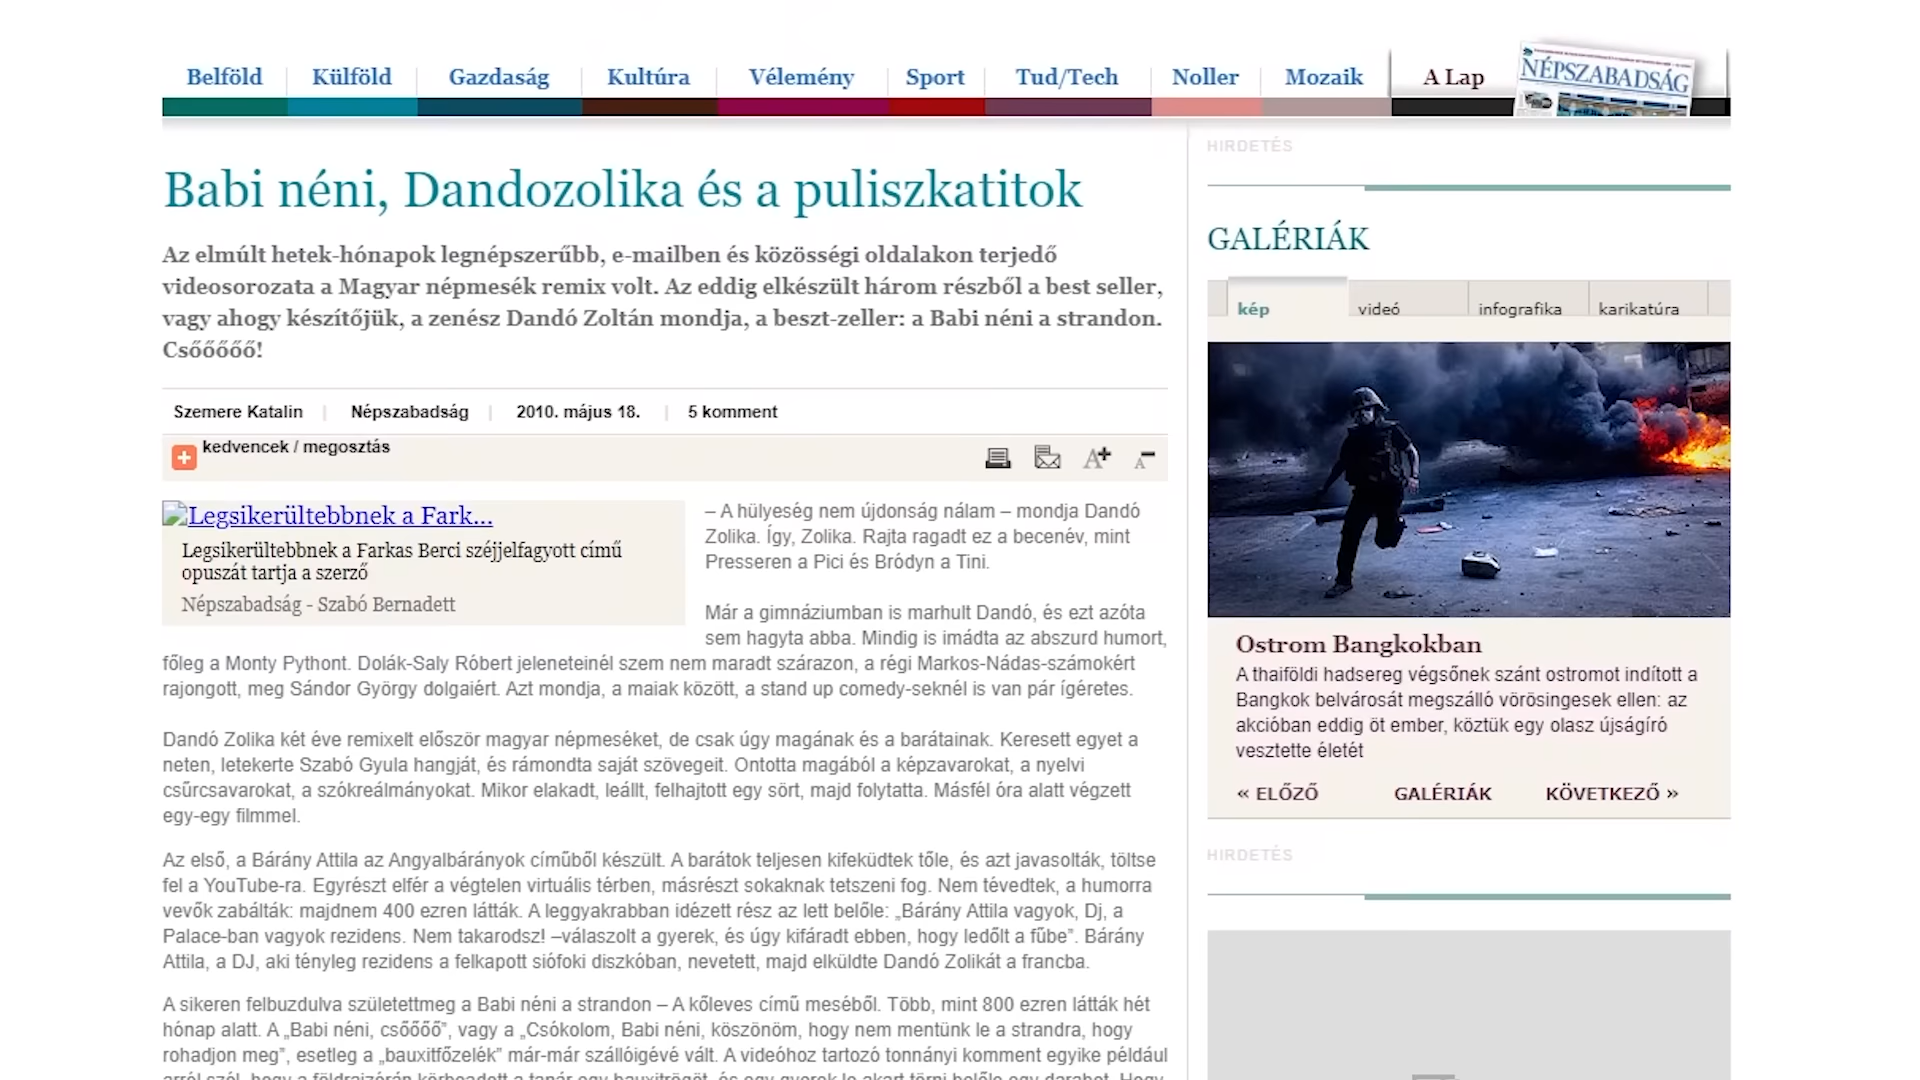 Belföld Külföld Gazdaság Kultúra Vélemény Sport Tud/Tech Noller Mozaik A Lap NÉPSZABADSÁG
Babi néni, Dandozolika és a puliszkatitok
Az elmúlt hetek-hónapok legnépszerűbb, e-mailben és közösségi oldalakon terjedő
videosorozata a Magyar népmesék remix volt. Az eddig elkészült három részből a best seller,
vagy ahogy készítőjük, a zenész Dandó Zoltán mondja, a beszt-zeller: a Babi néni a strandon.
Csőőőőő!
Szemere Katalin | Népszabadság | 2010. május 18. | 5 komment
kedvencek / megosztás
A+ A-
Legsikerültebbnek a Fark...
Legsikerültebbnek a Farkas Berci széjjelfagyott című
opuszát tartja a szerző
Népszabadság - Szabó Bernadett
– A hülyeség nem újdonság nálam – mondja Dandó
Zolika. Így, Zolika. Rajta ragadt ez a becenév, mint
Presseren a Pici és Bródyn a Tini.
Már a gimnáziumban is marhult Dandó, és ezt azóta
sem hagyta abba. Mindig is imádta az abszurd humort,
főleg a Monty Pythont. Dolák-Saly Róbert jeleneteinél szem nem maradt szárazon, a régi Markos-Nádas-számokért
rajongott, meg Sándor György dolgaiért. Azt mondja, a maiak között, a stand up comedy-seknél is van pár ígéretes.
Dandó Zolika két éve remixelt először magyar népmeséket, de csak úgy magának és a barátainak. Keresett egyet a
neten, letekerte Szabó Gyula hangját, és rámondta saját szövegeit. Ontotta magából a képzavarokat, a nyelvi
csűrcsavarokat, a szókreálmányokat. Mikor elakadt, leállt, felhajtott egy sört, majd folytatta. Másfél óra alatt végzett
egy-egy filmmel.
Az első, a Bárány Attila az Angyalbárányok címűből készült. A barátok teljesen kifeküdtek tőle, és azt javasolták, töltse
fel a YouTube-ra. Egyrészt elfér a végtelen virtuális térben, másrészt sokaknak tetszeni fog. Nem tévedtek, a humorra
vevők zabálták: majdnem 400 ezren látták. A leggyakrabban idézett rész az lett belőle: „Bárány Attila vagyok, Dj, a
Palace-ban vagyok rezidens. Nem takarodsz! –válaszolt a gyerek, és úgy kifáradt ebben, hogy ledőlt a fűbe”. Bárány
Attila, a DJ, aki tényleg rezidens a felkapott siófoki diszkóban, nevetett, majd elküldte Dandó Zolikát a francba.
A sikeren felbuzdulva születettmeg a Babi néni a strandon – A kőleves című meséből. Több, mint 800 ezren látták hét
hónap alatt. A „Babi néni, csőőőő”, vagy a „Csókolom, Babi néni, köszönöm, hogy nem mentünk le a strandra, hogy
rohadjon meg”, esetleg a „bauxitfőzelék” már-már szállóigévé vált. A videóhoz tartozó tonnányi komment egyike például
HIRDETÉS
GALÉRIÁK
kép videó infografika karikatúra
Ostrom Bangkokban
A thaiföldi hadsereg végsőnek szánt ostromot indított a
Bangkok belvárosát megszálló vörösingesek ellen: az
akcióban eddig öt ember, köztük egy olasz újságíró
vesztette életét
« ELŐZŐ GALÉRIÁK KÖVETKEZŐ »
HIRDETÉS